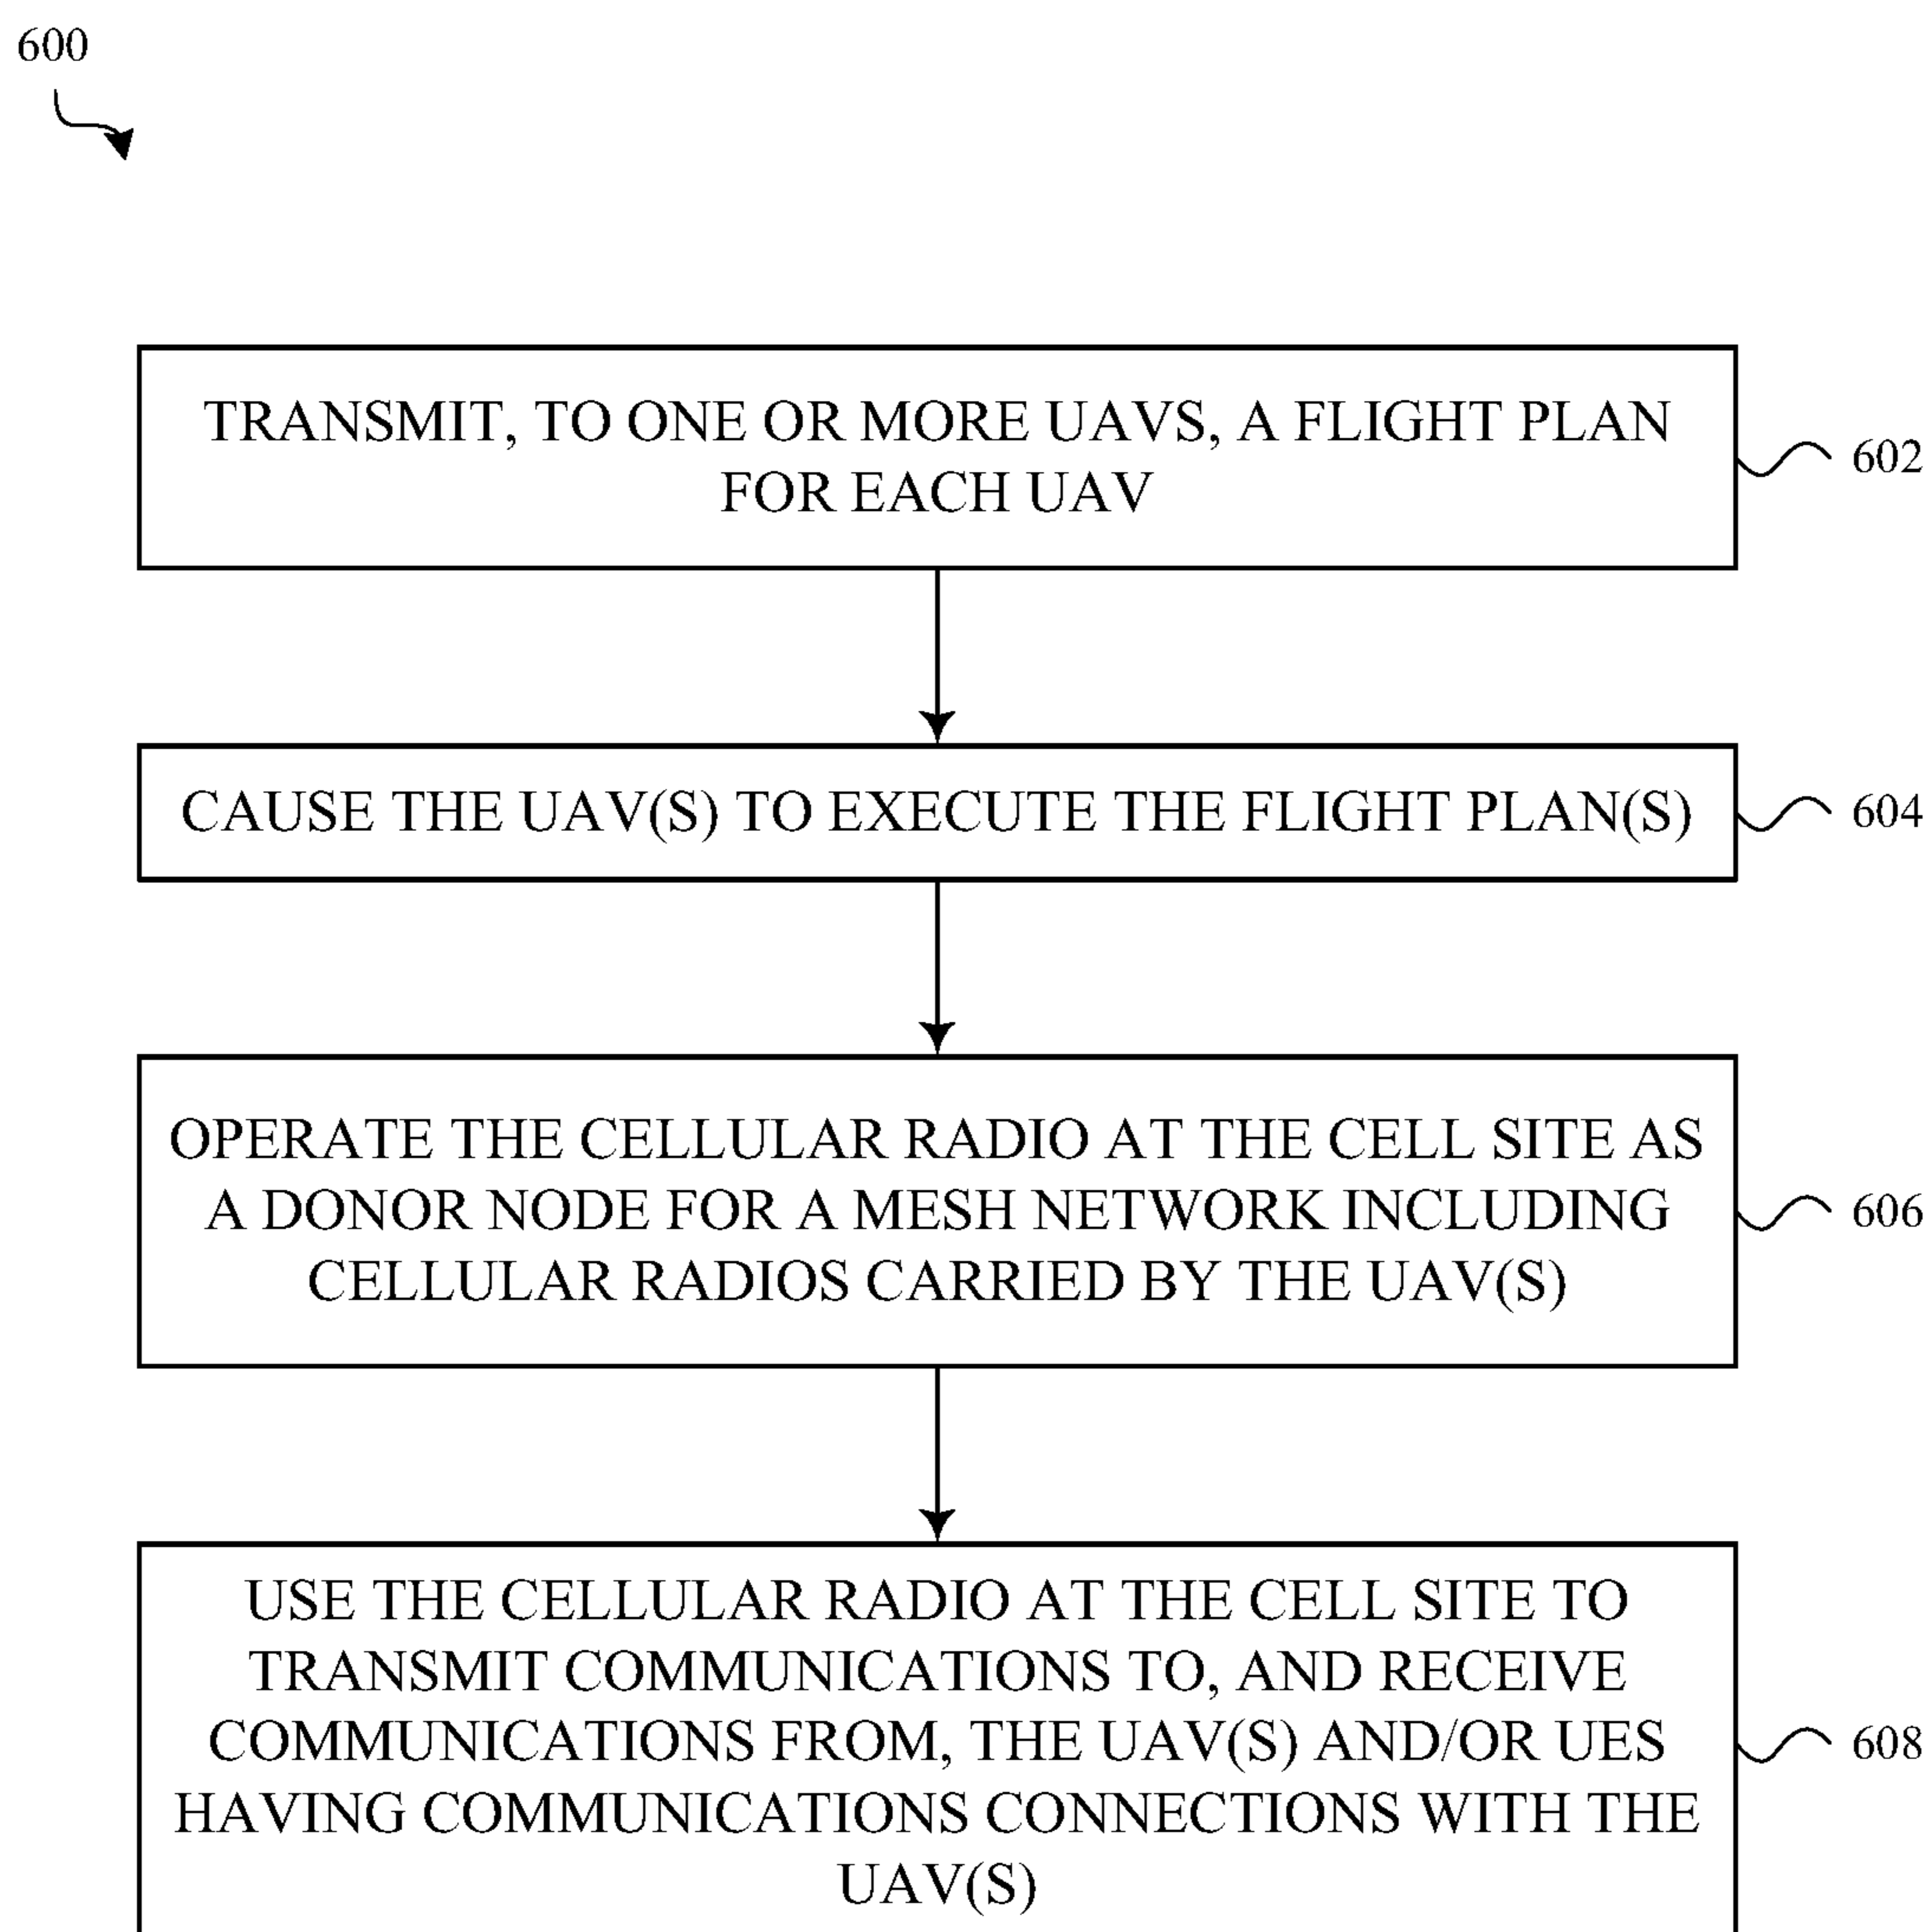 600
TRANSMIT, TO ONE OR MORE UAVS, A FLIGHT PLAN
FOR EACH UAV
602
CAUSE THE UAV(S) TO EXECUTE THE FLIGHT PLAN(S)
604
OPERATE THE CELLULAR RADIO AT THE CELL SITE AS
A DONOR NODE FOR A MESH NETWORK INCLUDING
CELLULAR RADIOS CARRIED BY THE UAV(S)
606
USE THE CELLULAR RADIO AT THE CELL SITE TO
TRANSMIT COMMUNICATIONS TO, AND RECEIVE
COMMUNICATIONS FROM, THE UAV(S) AND/OR UES
HAVING COMMUNICATIONS CONNECTIONS WITH THE
UAV(S)
608